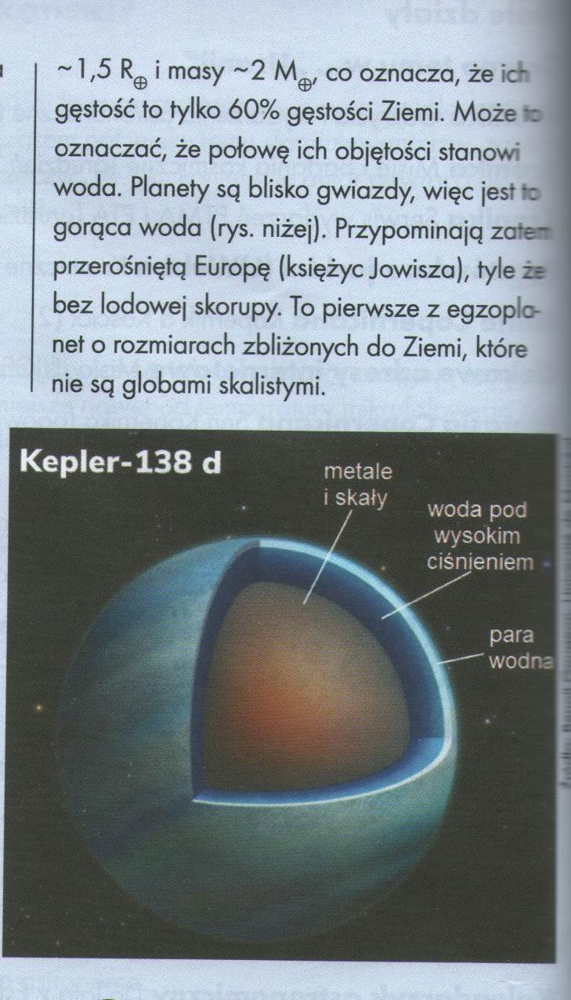 ~1,5 R⊕ i masy ~2 M⊕, co oznacza, że ich
gęstość to tylko 60% gęstości Ziemi. Może to
oznaczać, że połowę ich objętości stanowi
woda. Planety są blisko gwiazdy, więc jest to
gorąca woda (rys. niżej). Przypominają zatem
przerośniętą Europę (księżyc Jowisza), tyle że
bez lodowej skorupy. To pierwsze z egzopla-
net o rozmiarach zbliżonych do Ziemi, które
nie są globami skalistymi.
Kepler-138 d
metale
i skały
woda pod
wysokim
ciśnieniem
para
wodna